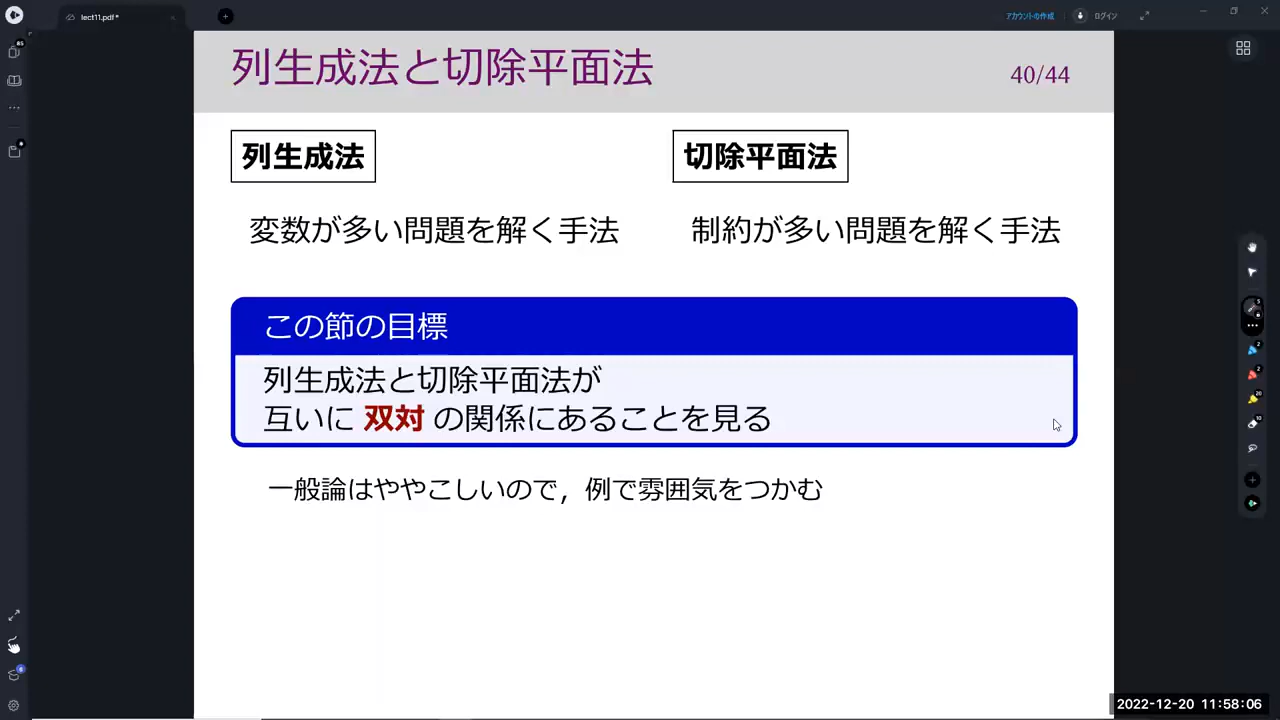 lect11.pdf*
アカウントの作成
ログイン
列生成法と切除平面法
40/44
列生成法
切除平面法
変数が多い問題を解く手法
制約が多い問題を解く手法
この節の目標
列生成法と切除平面法が
互いに 双対 の関係にあることを見る
一般論はややこしいので，例で雰囲気をつかむ
2022-12-20 11:58:06